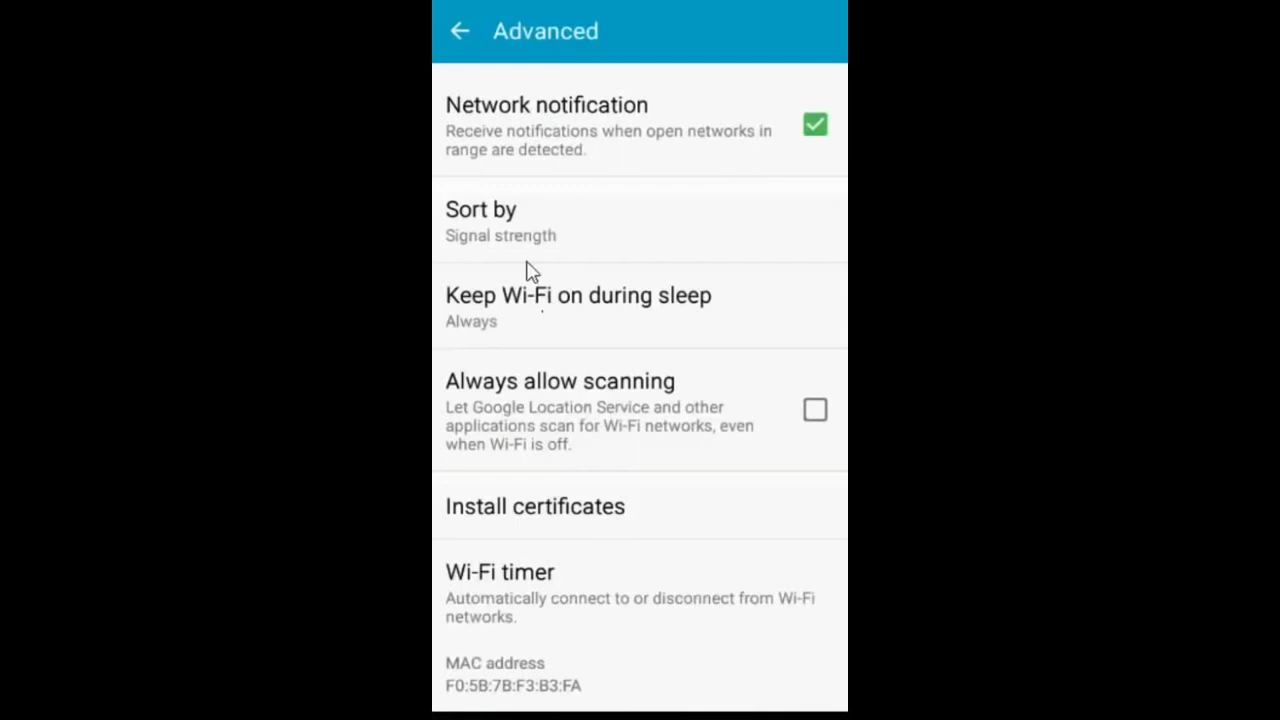 Advanced
Network notification
Receive notifications when open networks in
range are detected.
Sort by
Signal strength
Keep Wi-Fi on during sleep
Always
Always allow scanning
Let Google Location Service and other
applications scan for Wi-Fi networks, even
when Wi-Fi is off.
Install certificates
Wi-Fi timer
Automatically connect to or disconnect from Wi-Fi
networks.
MAC address
F0:5B:7B:F3:B3:FA